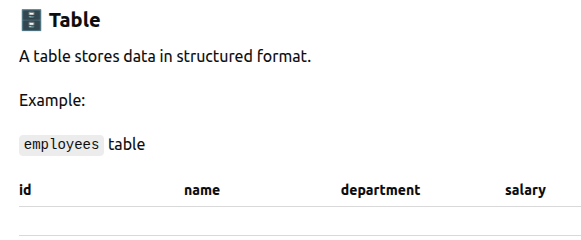 🗄️ Table
A table stores data in structured format.
Example:
employees table
id name department salary